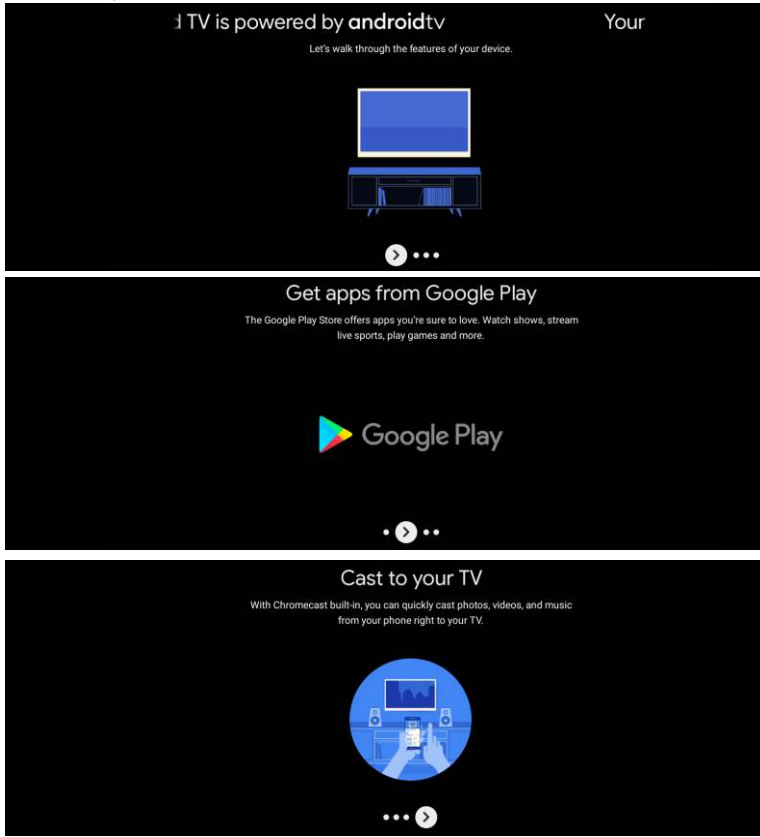 TV is powered by androidtv Your
Let's walk through the features of your device.
Get apps from Google Play
The Google Play Store offers apps you're sure to love. Watch shows, stream
live sports, play games and more.
Google Play
Cast to your TV
With Chromecast built-in, you can quickly cast photos, videos, and music
from your phone right to your TV.